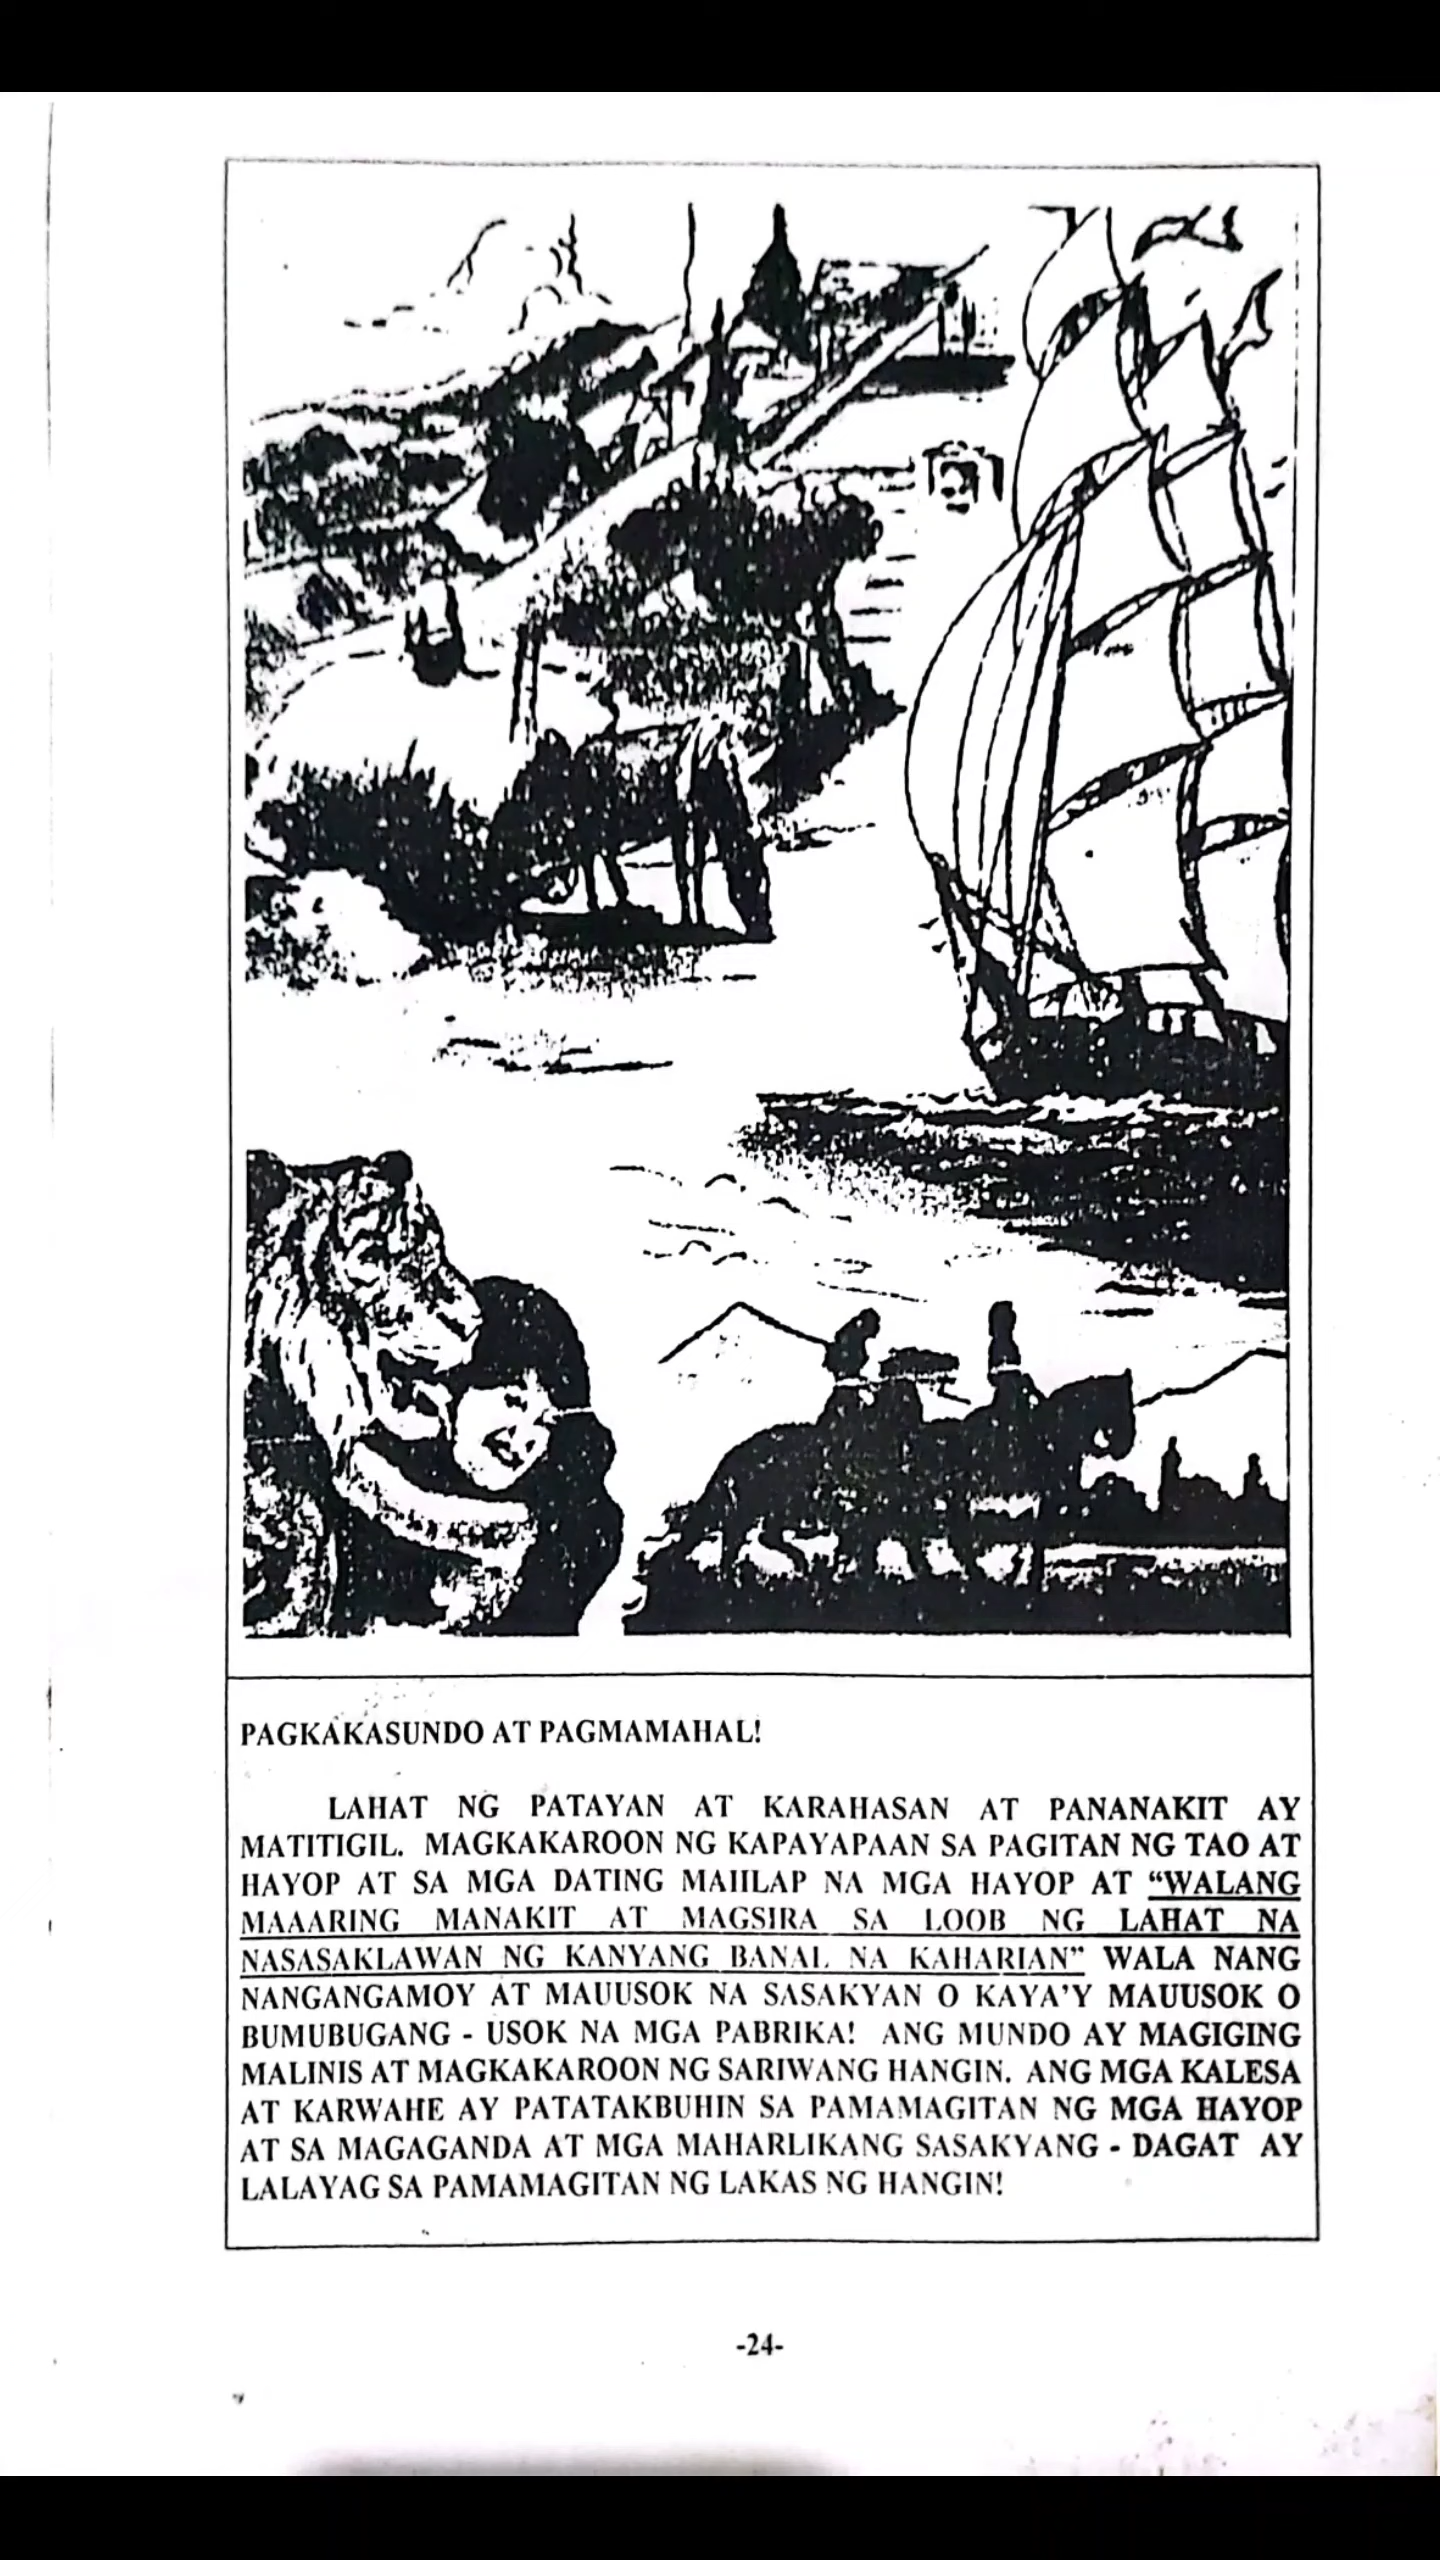 PAGKAKASUNDO AT PAGMAMAHAL!
LAHAT NG PATAYAN AT KARAHASAN AT PANANAKIT AY
MATITIGIL. MAGKAKAROON NG KAPAYAPAAN SA PAGITAN NG TAO AT
HAYOP AT SA MGA DATING MAIILAP NA MGA HAYOP AT "WALANG
MAAARING MANAKIT AT MAGSIRA SA LOOB NG LAHAT NA
NASASAKLAWAN NG KANYANG BANAL NA KAHARIAN" WALA NANG
NANGANGAMOY AT MAUUSOK NA SASAKYAN O KAYA'Y MAUUSOK O
BUMUBUGANG - USOK NA MGA PABRIKA! ANG MUNDO AY MAGIGING
MALINIS AT MAGKAKAROON NG SARIWANG HANGIN. ANG MGA KALESA
AT KARWAHE AY PATATAKBUHIN SA PAMAMAGITAN NG MGA HAYOP
AT SA MAGAGANDA AT MGA MAHARLIKANG SASAKYANG - DAGAT AY
LALAYAG SA PAMAMAGITAN NG LAKAS NG HANGIN!
-24-